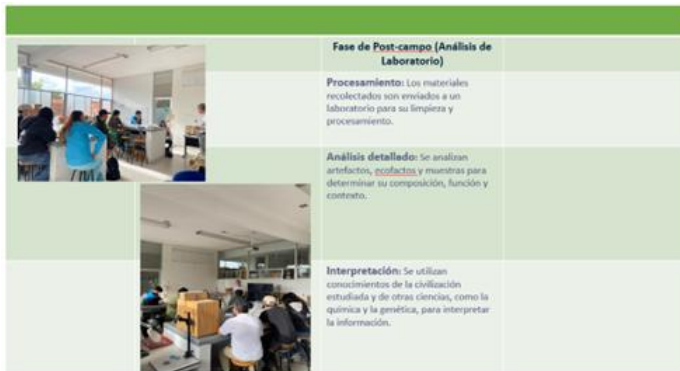 Fase de Post-campo (Análisis de
Laboratorio)
Procesamiento: Los materiales
recolectados son enviados a un
laboratorio para su limpieza y
procesamiento.
Análisis detallado: Se analizan
artefactos, ecofactos y muestras para
determinar su composición, función y
contexto.
Interpretación: Se utilizan
conocimientos de la civilización
estudiada y de otras ciencias, como la
química y la genética, para interpretar
la información.